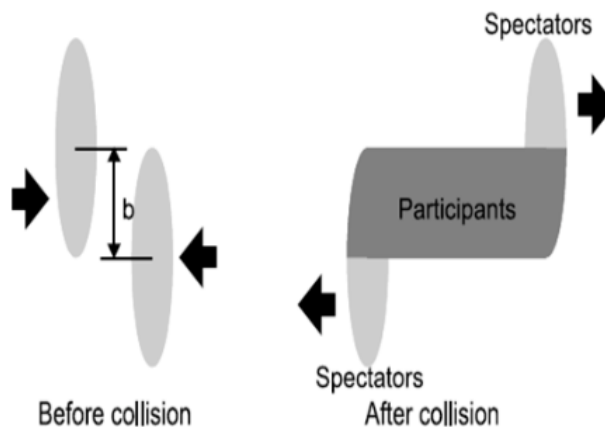 Spectators
b
Participants
Spectators
Before collision
After collision